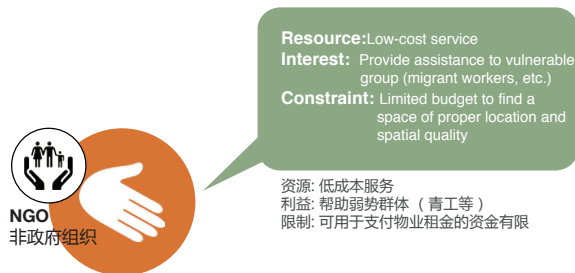 Resource:Low-cost service
Interest: Provide assistance to vulnerable
group (migrant workers, etc.)
Constraint: Limited budget to find a
space of proper location and
spatial quality
NGO
非政府组织
资源: 低成本服务
利益: 帮助弱势群体 （ 青工等 ）
限制: 可用于支付物业租金的资金有限